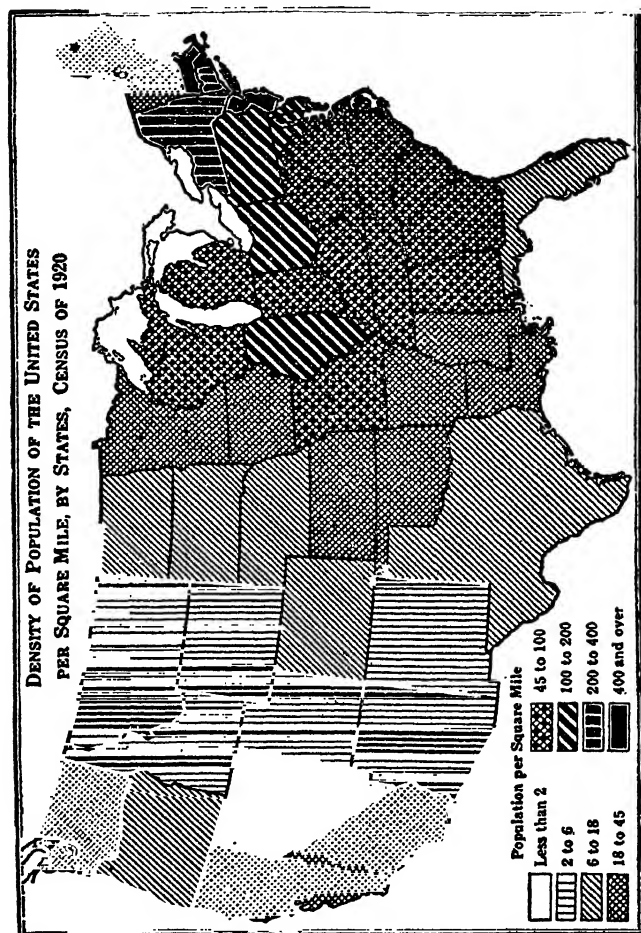 DENSITY OF POPULATION OF THE UNITED STATES
PER SQUARE MILE, BY STATES, CENSUS OF 1920
Population per Square Mile
Less than 2
2 to 6
6 to 18
18 to 45
45 to 100
100 to 200
200 to 400
400 and over